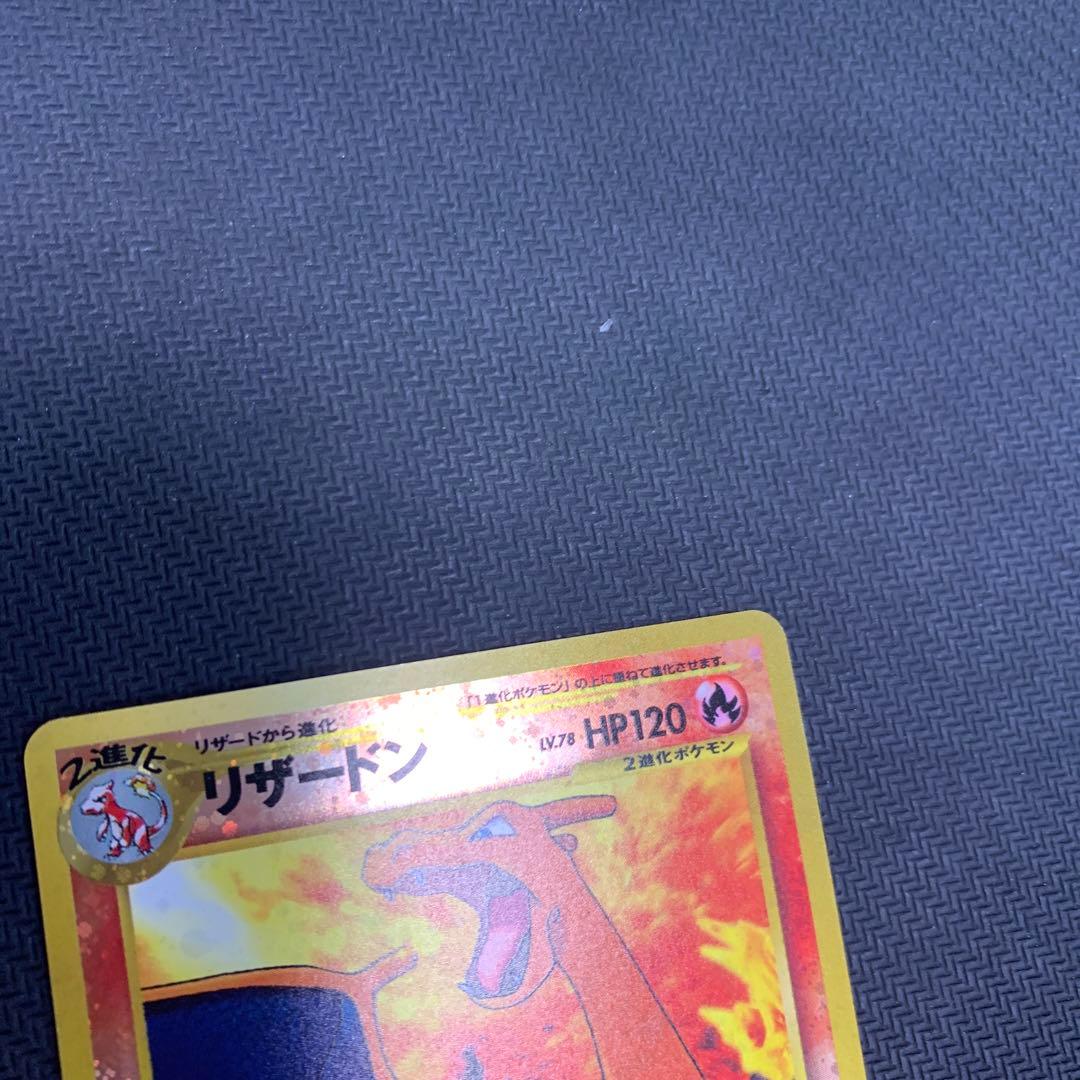 「1進化ポケモン」の上に重ねて進化させます。
リザードから進化
2進化
リザードン
LV.78 HP120
2進化ポケモン